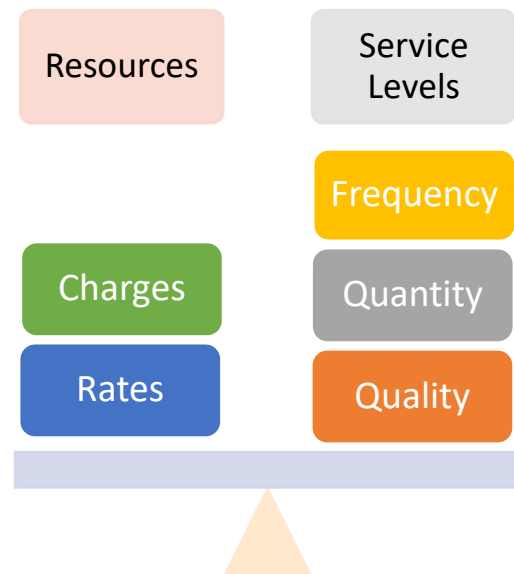 Resources
Service
Levels
Frequency
Charges
Quantity
Rates
Quality